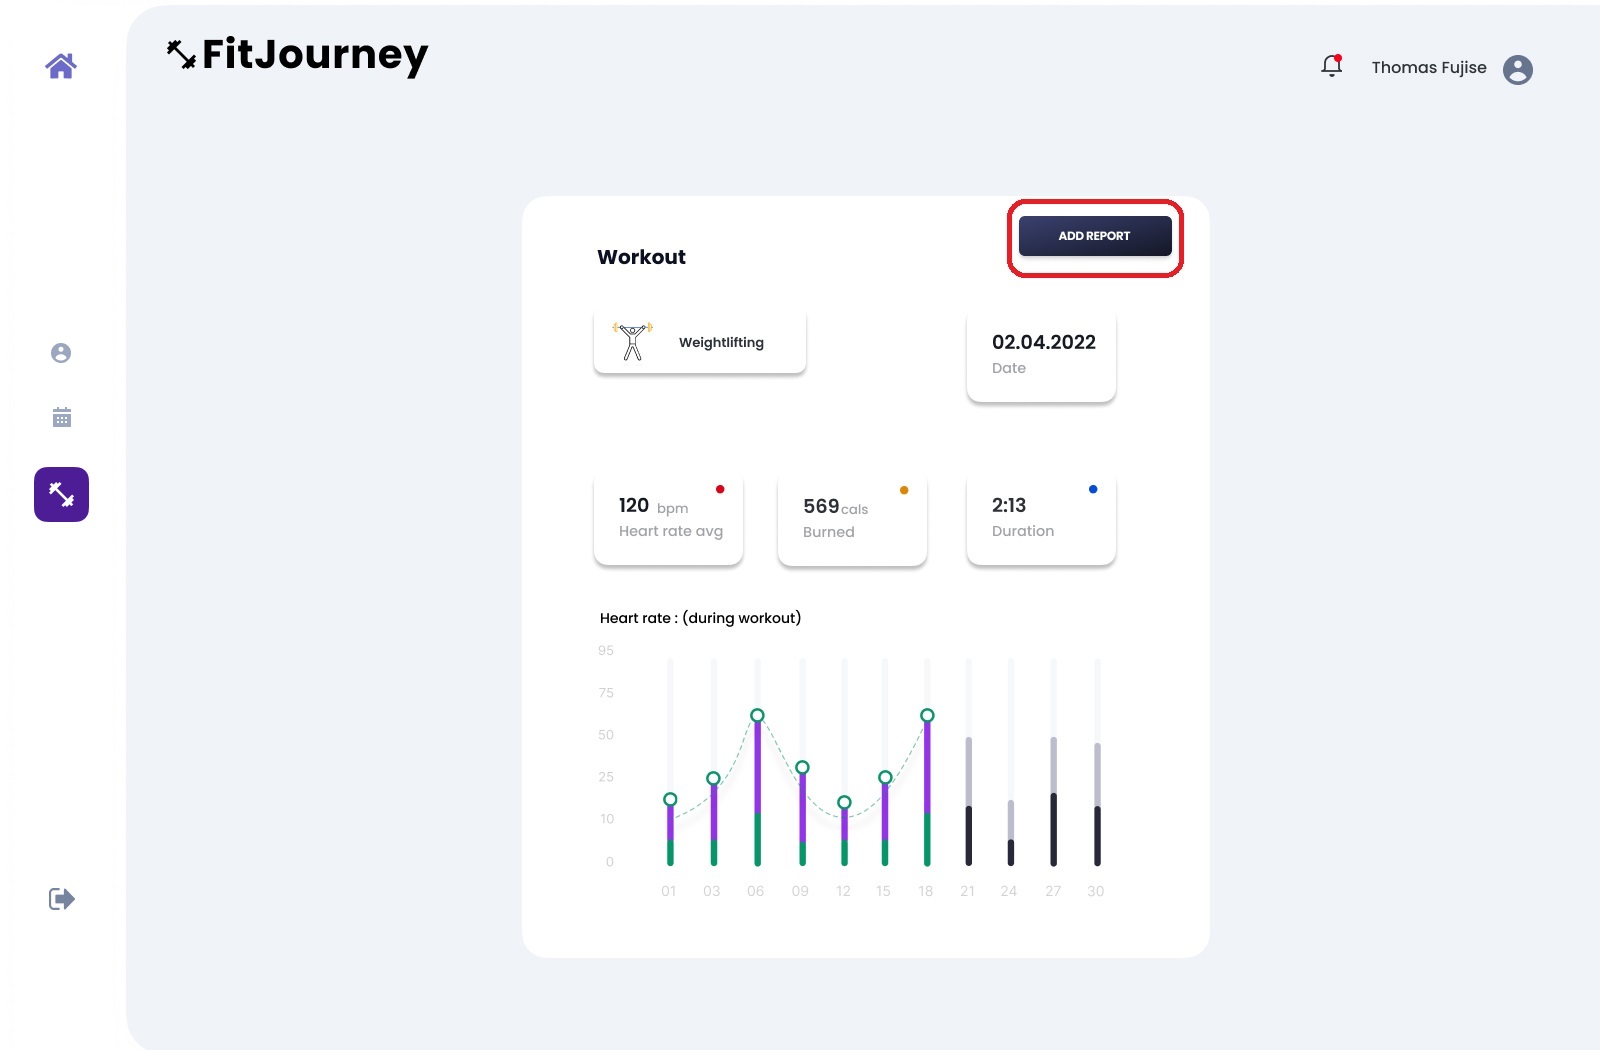 FitJourney
Thomas Fujise
ADD REPORT
Workout
Weightlifting
02.04.2022
Date
120 bpm
Heart rate avg
569 cals
Burned
2:13
Duration
Heart rate : (during workout)
95
75
50
25
10
0
01 03 06 09 12 15 18 21 24 27 30